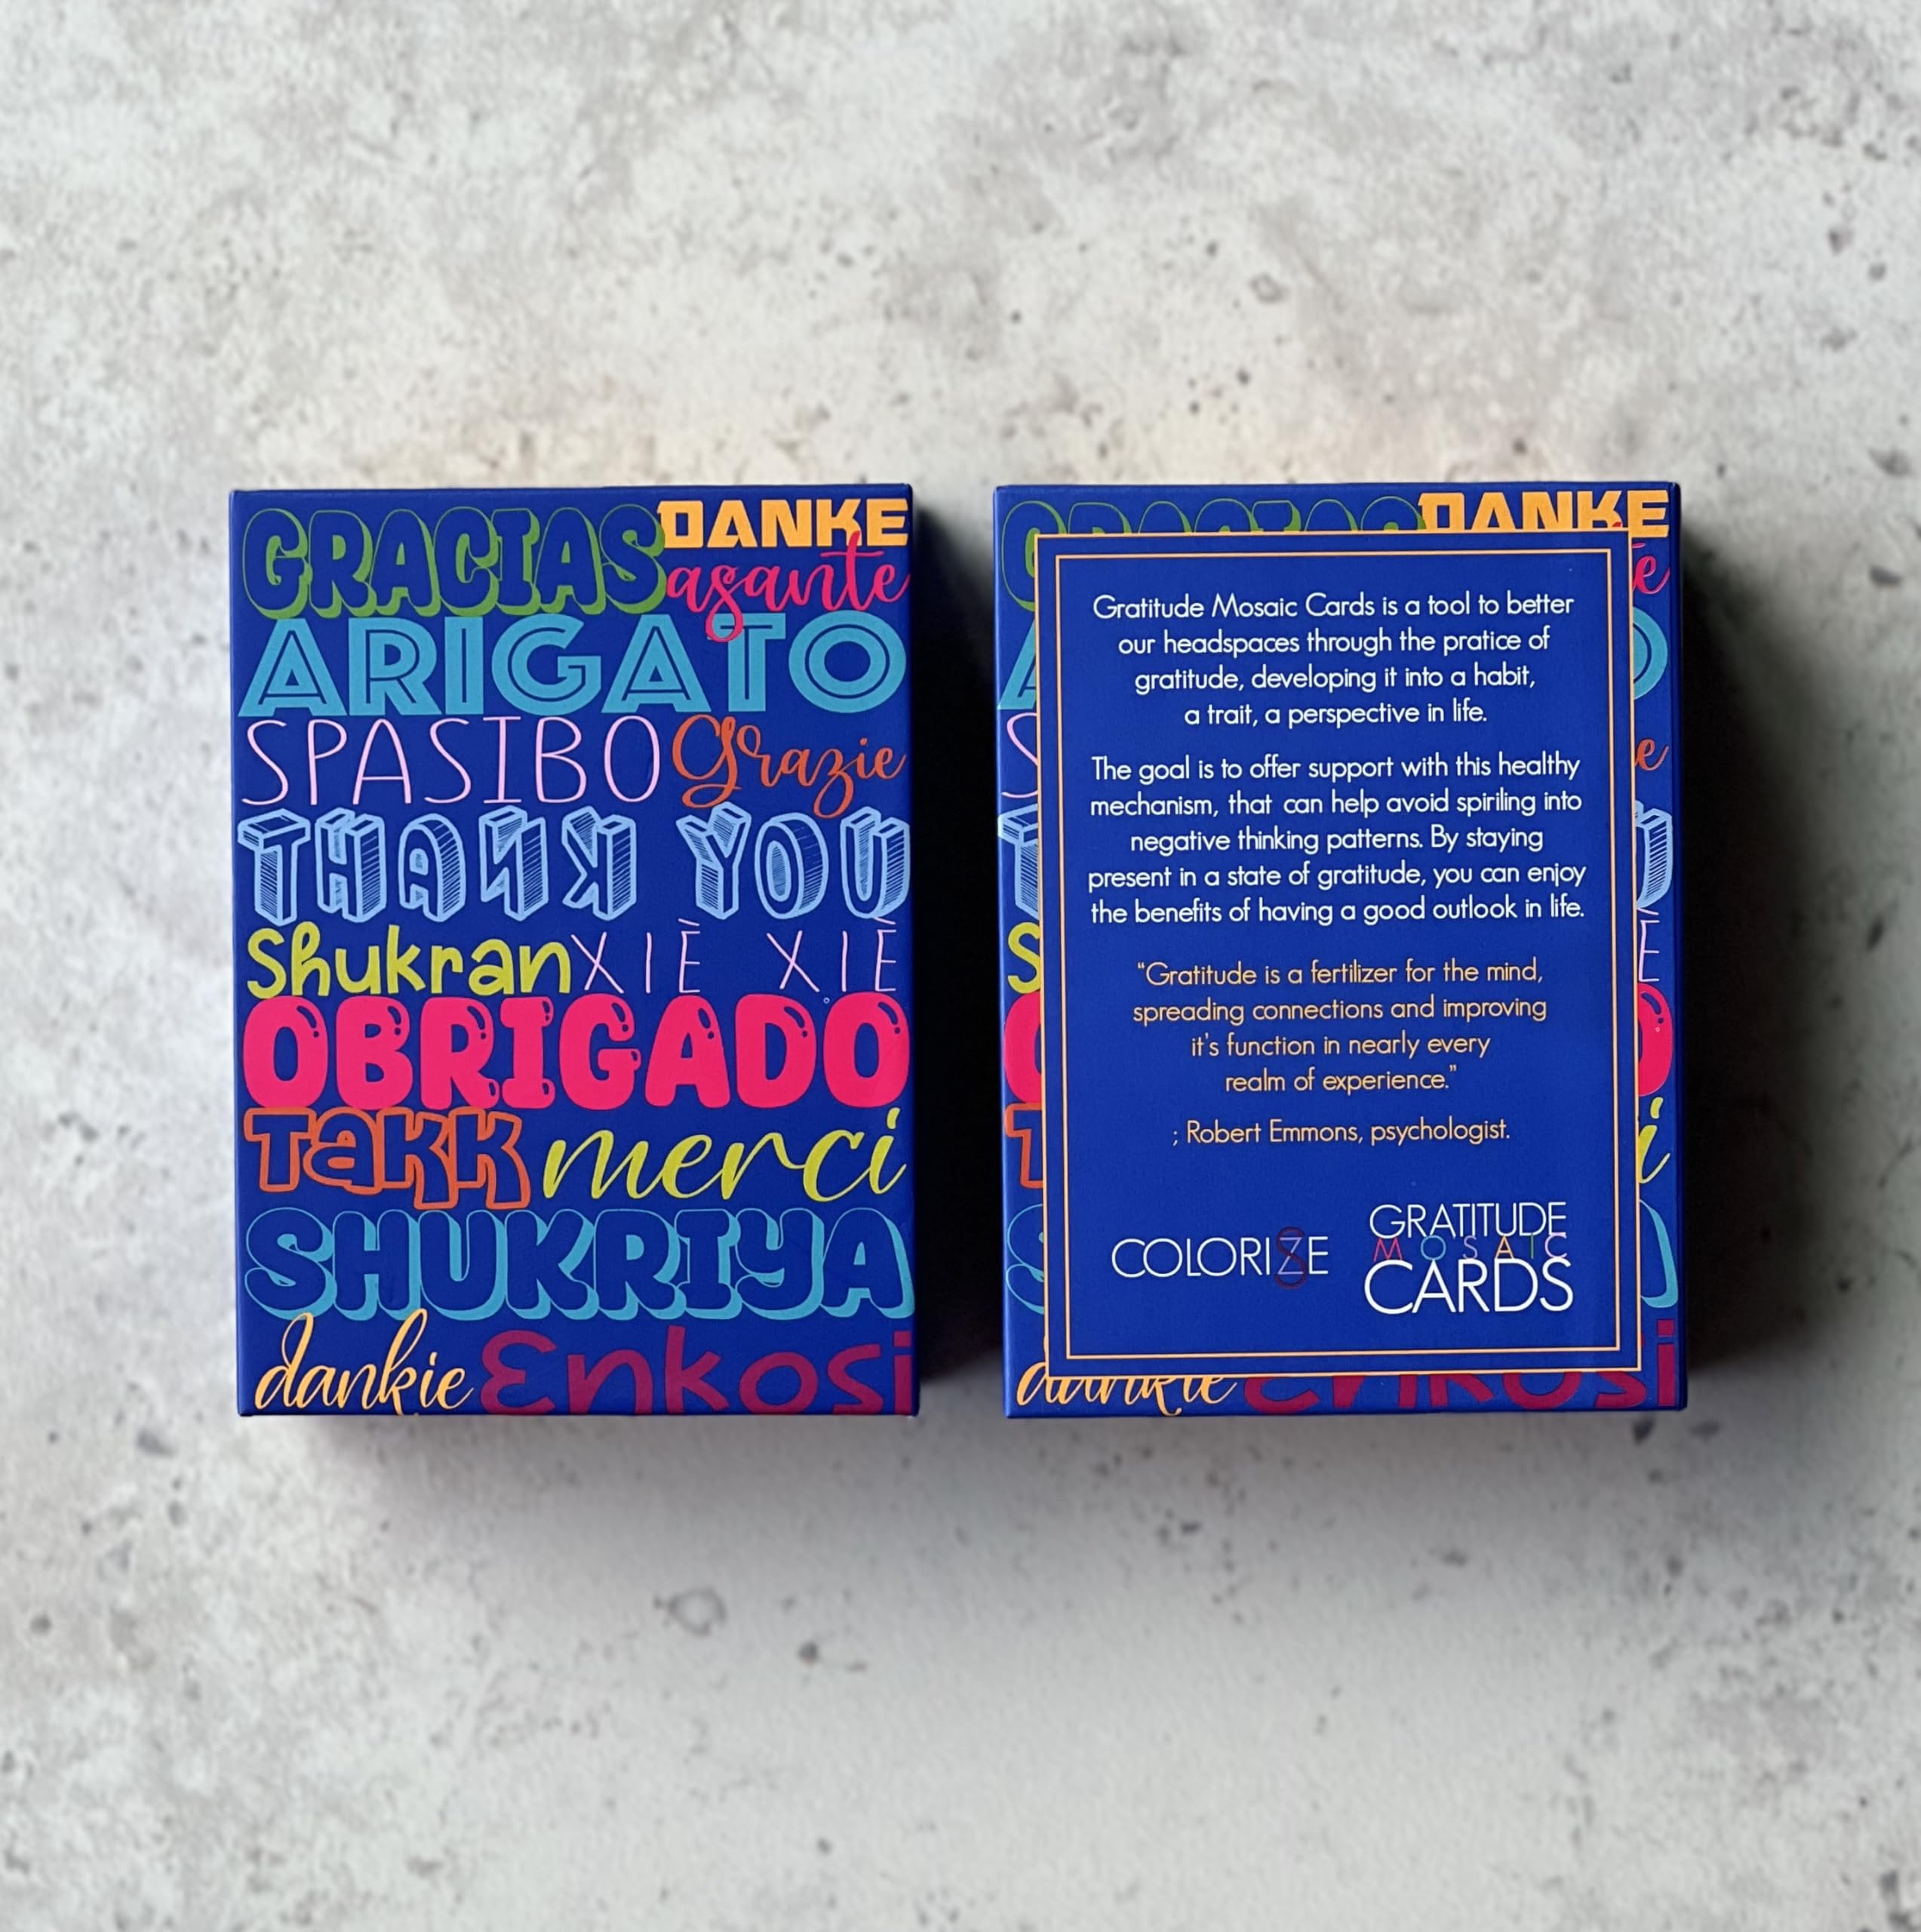 GRACIAS DANKE
asante
ARIGATO
SPASIBO Grazie
THANK YOU
Shukran XIÈ XIÈ
OBRIGADO
Takk merci
SHUKRIYA
dankie Enkosi
GRACIAS DANKE
Gratitude Mosaic Cards is a tool to better
our headspaces through the pratice of
gratitude, developing it into a habit,
a trait, a perspective in life.
The goal is to offer support with this healthy
mechanism, that can help avoid spiriling into
negative thinking patterns. By staying
present in a state of gratitude, you can enjoy
the benefits of having a good outlook in life.
“Gratitude is a fertilizer for the mind,
spreading connections and improving
it's function in nearly every
realm of experience.”
; Robert Emmons, psychologist.
COLORIZE
GRATITUDE
MOSAIC
CARDS
dankie Enkosi